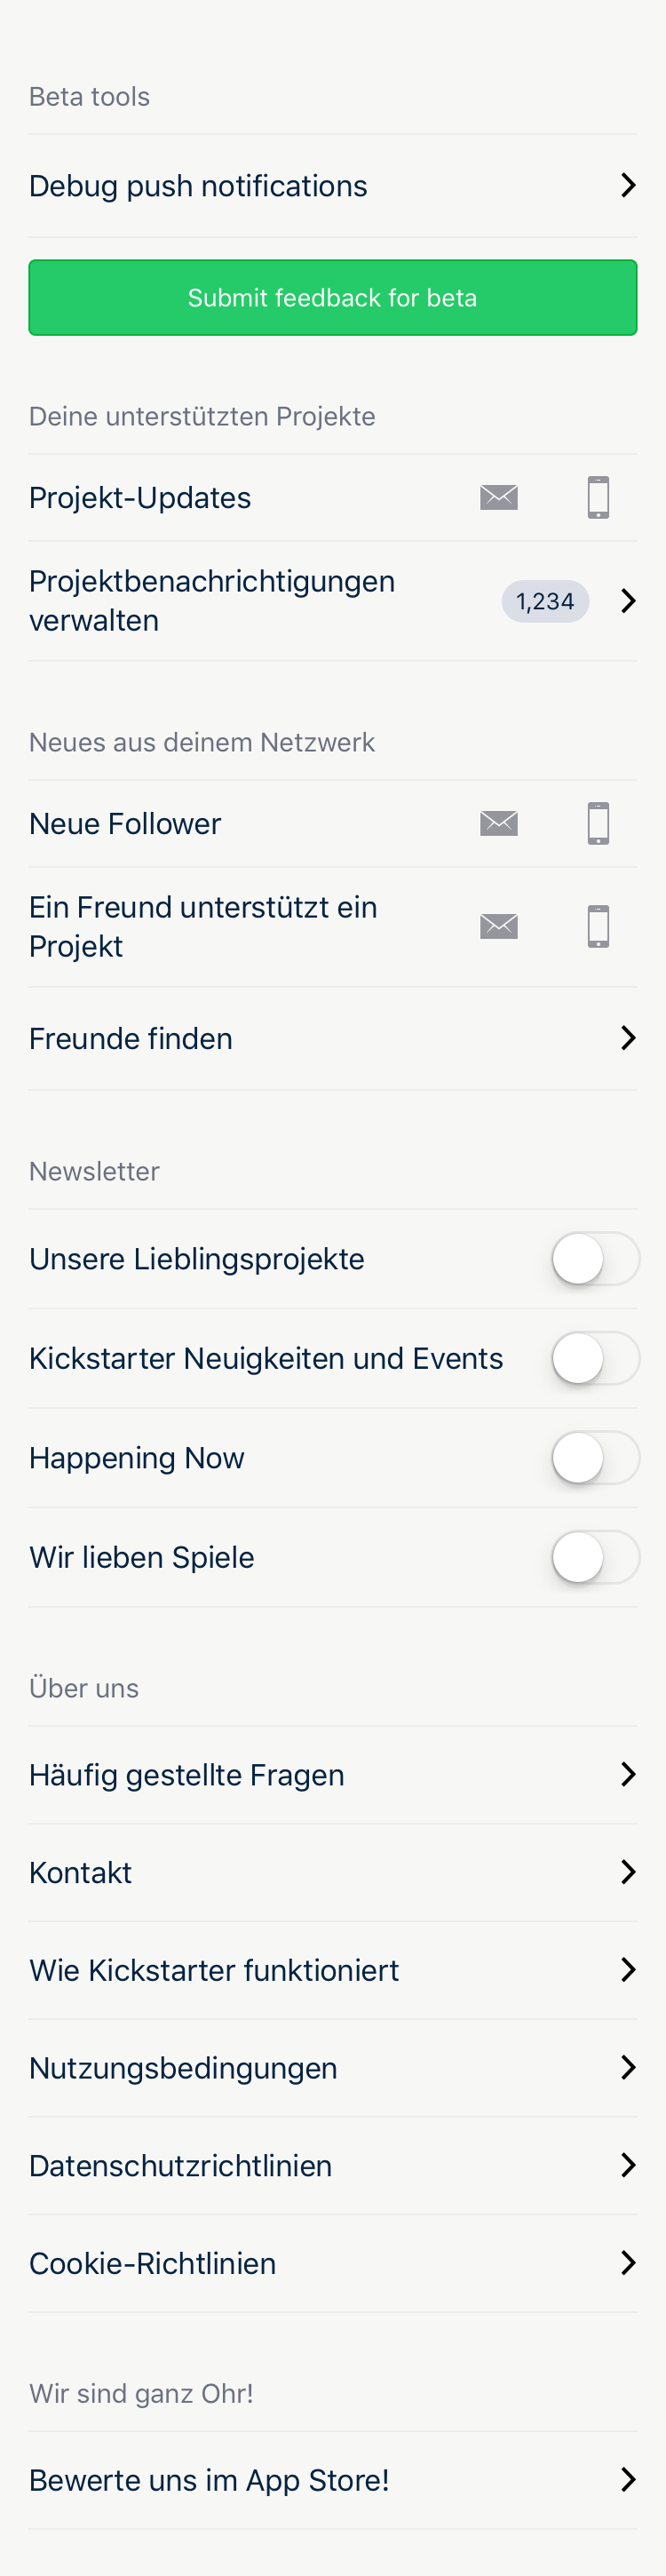 Beta tools
Debug push notifications
Submit feedback for beta
Deine unterstützten Projekte
Projekt-Updates
Projektbenachrichtigungen
verwalten
1,234
Neues aus deinem Netzwerk
Neue Follower
Ein Freund unterstützt ein
Projekt
Freunde finden
Newsletter
Unsere Lieblingsprojekte
Kickstarter Neuigkeiten und Events
Happening Now
Wir lieben Spiele
Über uns
Häufig gestellte Fragen
Kontakt
Wie Kickstarter funktioniert
Nutzungsbedingungen
Datenschutzrichtlinien
Cookie-Richtlinien
Wir sind ganz Ohr!
Bewerte uns im App Store!